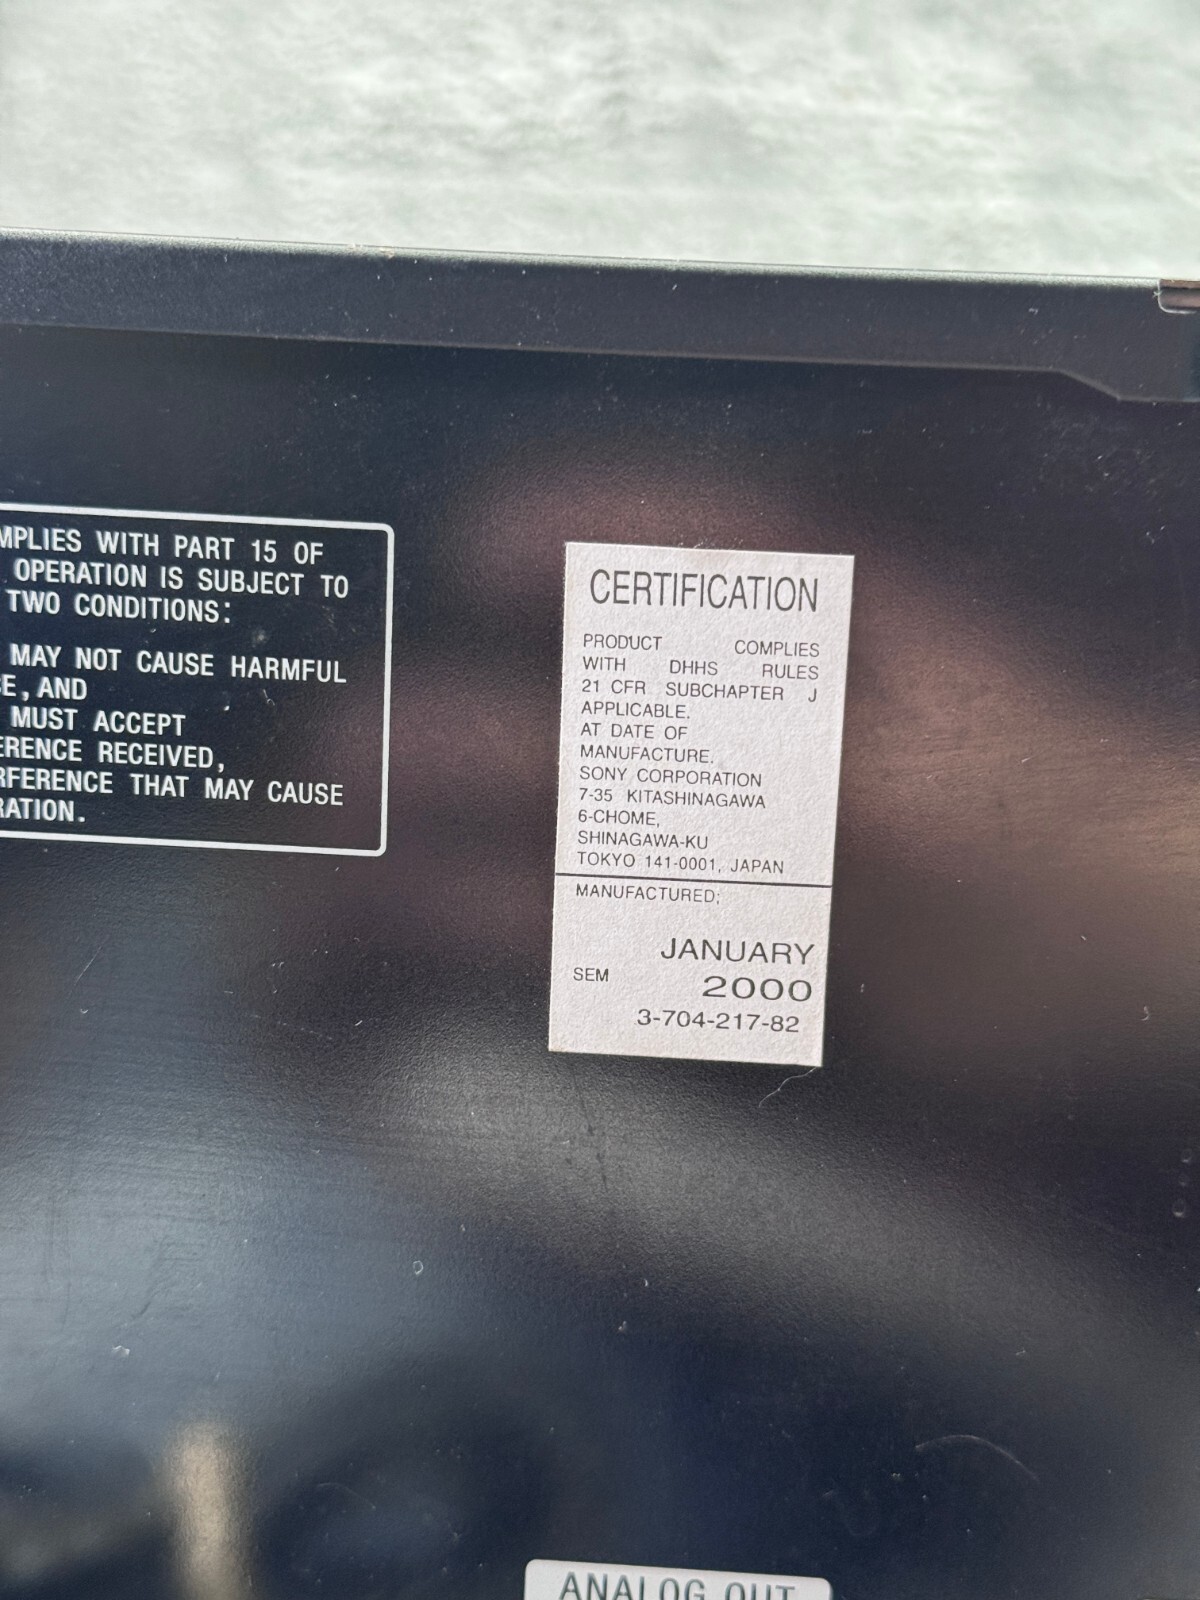 MPLIES WITH PART 15 OF
OPERATION IS SUBJECT TO
TWO CONDITIONS:
MAY NOT CAUSE HARMFUL
E, AND
MUST ACCEPT
ERENCE RECEIVED,
RFERENCE THAT MAY CAUSE
RATION.
CERTIFICATION
PRODUCT COMPLIES
WITH DHHS RULES
21 CFR SUBCHAPTER J
APPLICABLE.
AT DATE OF
MANUFACTURE.
SONY CORPORATION
7-35 KITASHINAGAWA
6-CHOME,
SHINAGAWA-KU
TOKYO 141-0001, JAPAN
MANUFACTURED;
JANUARY
SEM 2000
3-704-217-82
ANALOG OUT